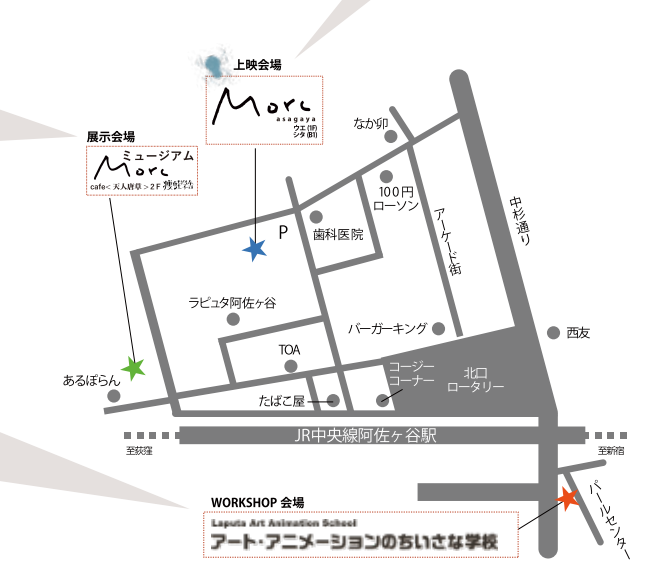 上映会場
Morc
asagaya
ウエ(1F)
シタ(B1)
展示会場
ミュージアム
Morc
cafe<天人唐草>2F
なか卯
100円
ローソン
中杉通り
アーケード街
P
歯科医院
ラピュタ阿佐ヶ谷
バーガーキング
西友
TOA
コージー
コーナー
北口
ロータリー
あるぽらん
たばこ屋
JR中央線阿佐ヶ谷駅
至荻窪
至新宿
パールセンター
WORKSHOP 会場
Laputa Art Animation School
アート・アニメーションのちいさな学校